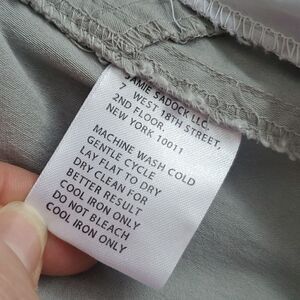 JAMIE SADOCK LLC
7 WEST 18TH STREET,
2ND FLOOR.
NEW YORK 10011
MACHINE WASH COLD
GENTLE CYCLE
LAY FLAT TO DRY
DRY CLEAN FOR
BETTER RESULT
COOL IRON ONLY
DO NOT BLEACH
COOL IRON ONLY